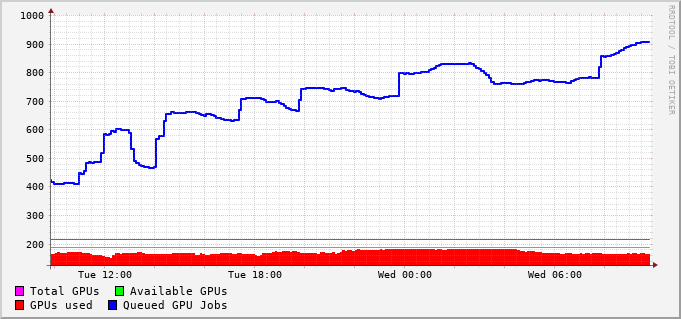 1000
900
800
700
600
500
400
300
200
Tue 12:00 Tue 18:00 Wed 00:00 Wed 06:00
Total GPUs Available GPUs
GPUs used Queued GPU Jobs
RRDTOOL / TOBI OETIKER